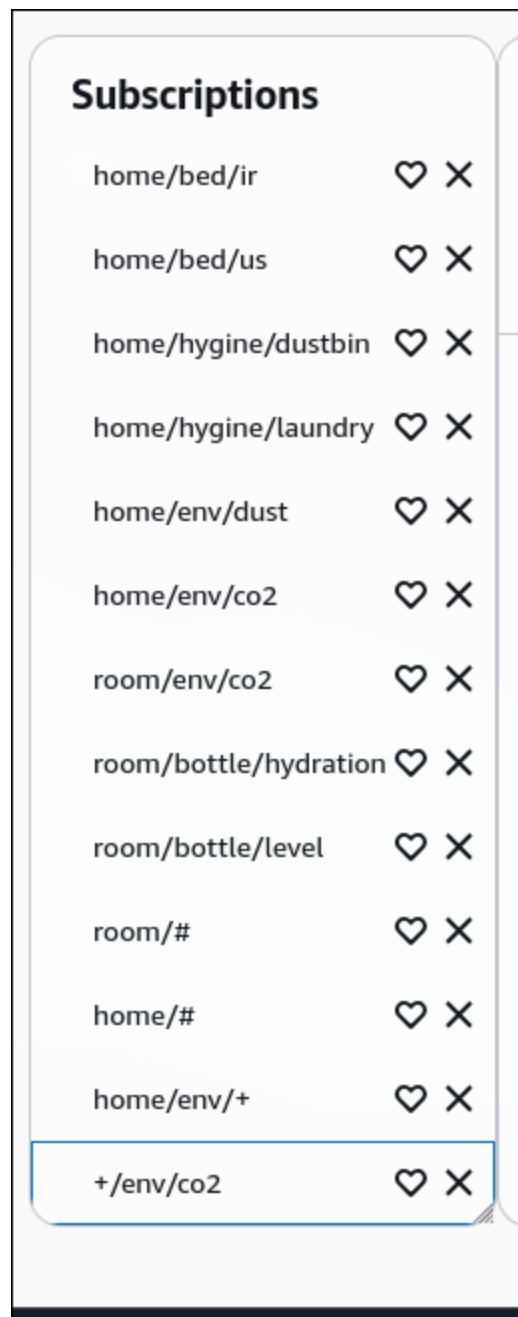 Subscriptions
home/bed/ir
home/bed/us
home/hygine/dustbin
home/hygine/laundry
home/env/dust
home/env/co2
room/env/co2
room/bottle/hydration
room/bottle/level
room/#
home/#
home/env/+
+/env/co2